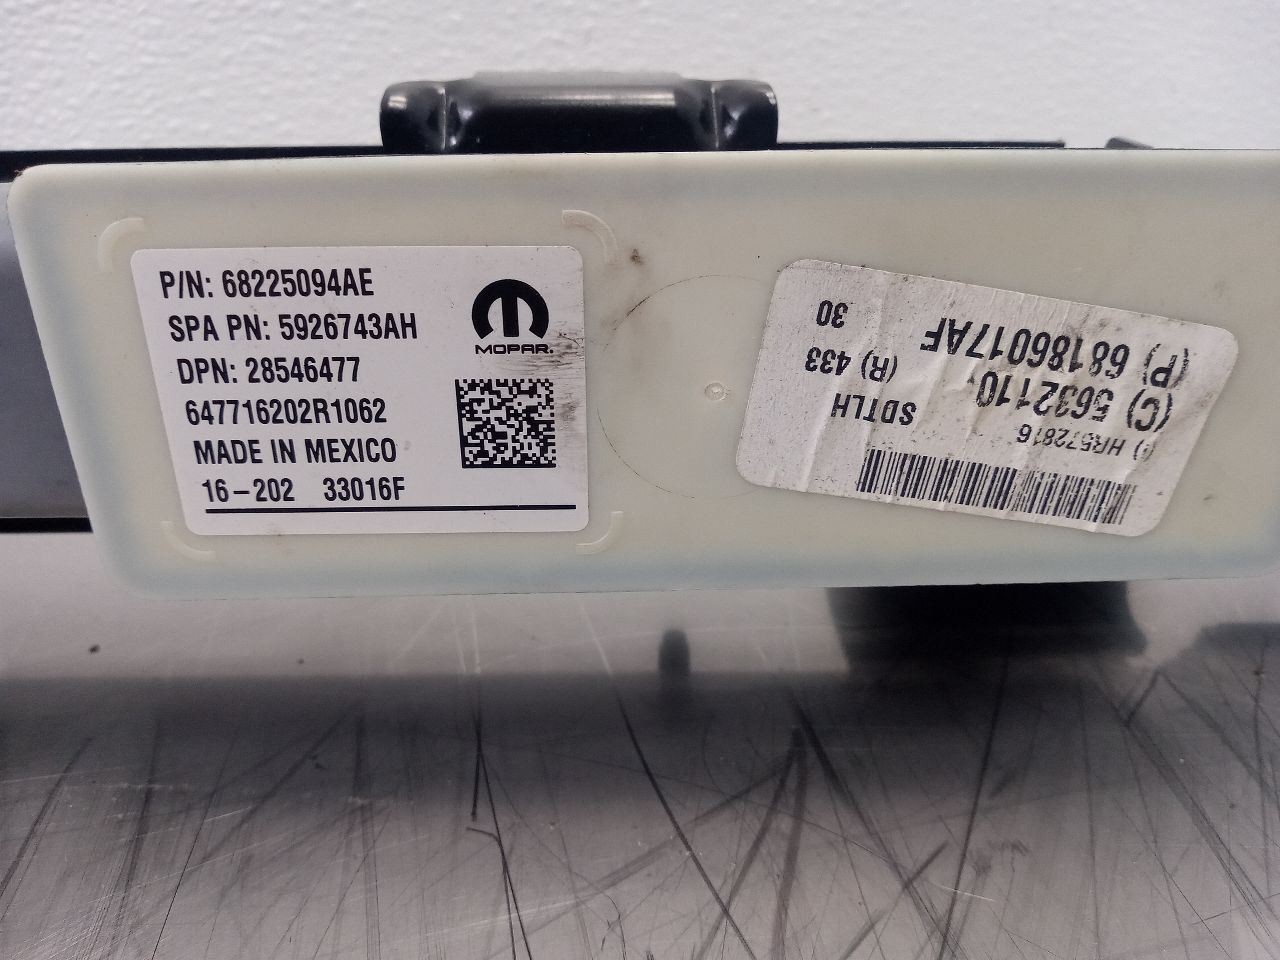 P/N: 68225094AE
SPA PN: 5926743AH
DPN: 28546477
647716202R1062
MADE IN MEXICO
16-202 33016F
MOPAR.
HR572816
SDTLH
(C) 5632110
(R) 433
(P) 68186017AF
30